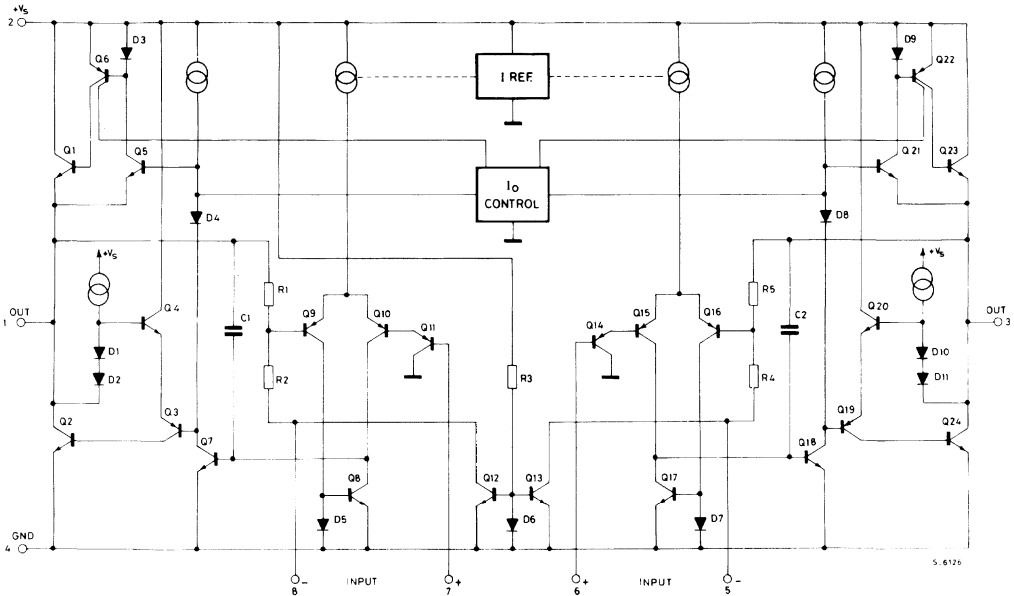 +Vs
2
D3
Q6
D9
Q22
I REF.
Q1
Q5
Q21
Q23
Io
CONTROL
D4
D8
+Vs
+Vs
OUT
1
Q4
C1
R1
Q9
Q10
Q11
Q14
Q15
Q16
R5
C2
Q20
OUT
3
D1
D2
R2
R3
R4
D10
D11
Q2
Q3
Q7
Q19
Q18
Q24
Q8
Q12
Q13
Q17
D5
D6
D7
GND
4
S-6126
8
-
INPUT
7
+
6
+
INPUT
5
-